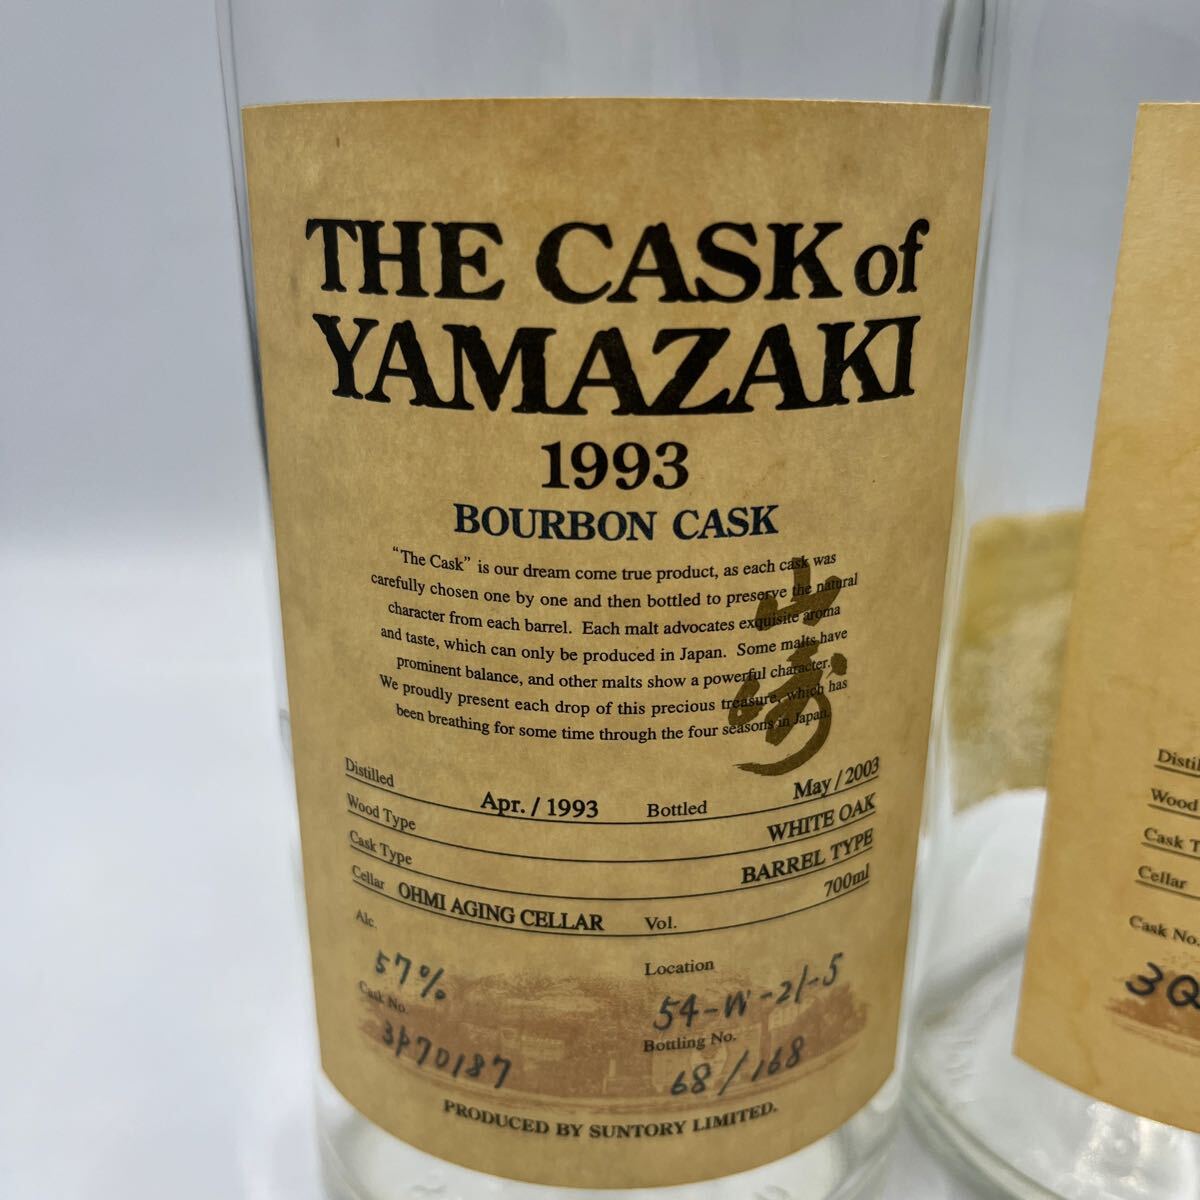 THE CASK of
YAMAZAKI
1993
BOURBON CASK
"The Cask" is our dream come true product, as each cask was
carefully chosen one by one and then bottled to preserve the natural
character from each barrel. Each malt advocates exquisite aroma
and taste, which can only be produced in Japan. Some malts have
prominent balance, and other malts show a powerful character.
We proudly present each drop of this precious treasure, which has
been breathing for some time through the four seasons in Japan.
山崎
Distilled Apr. / 1993 Bottled May / 2003
Wood Type WHITE OAK
Cask Type BARREL TYPE
Cellar OHMI AGING CELLAR Vol. 700ml
Alc. 57% Location 54-W-21-5
Cask No. 3P70187 Bottling No. 68/168
PRODUCED BY SUNTORY LIMITED.
Distil
Wood
Cask T
Cellar
Cask No.
3Q